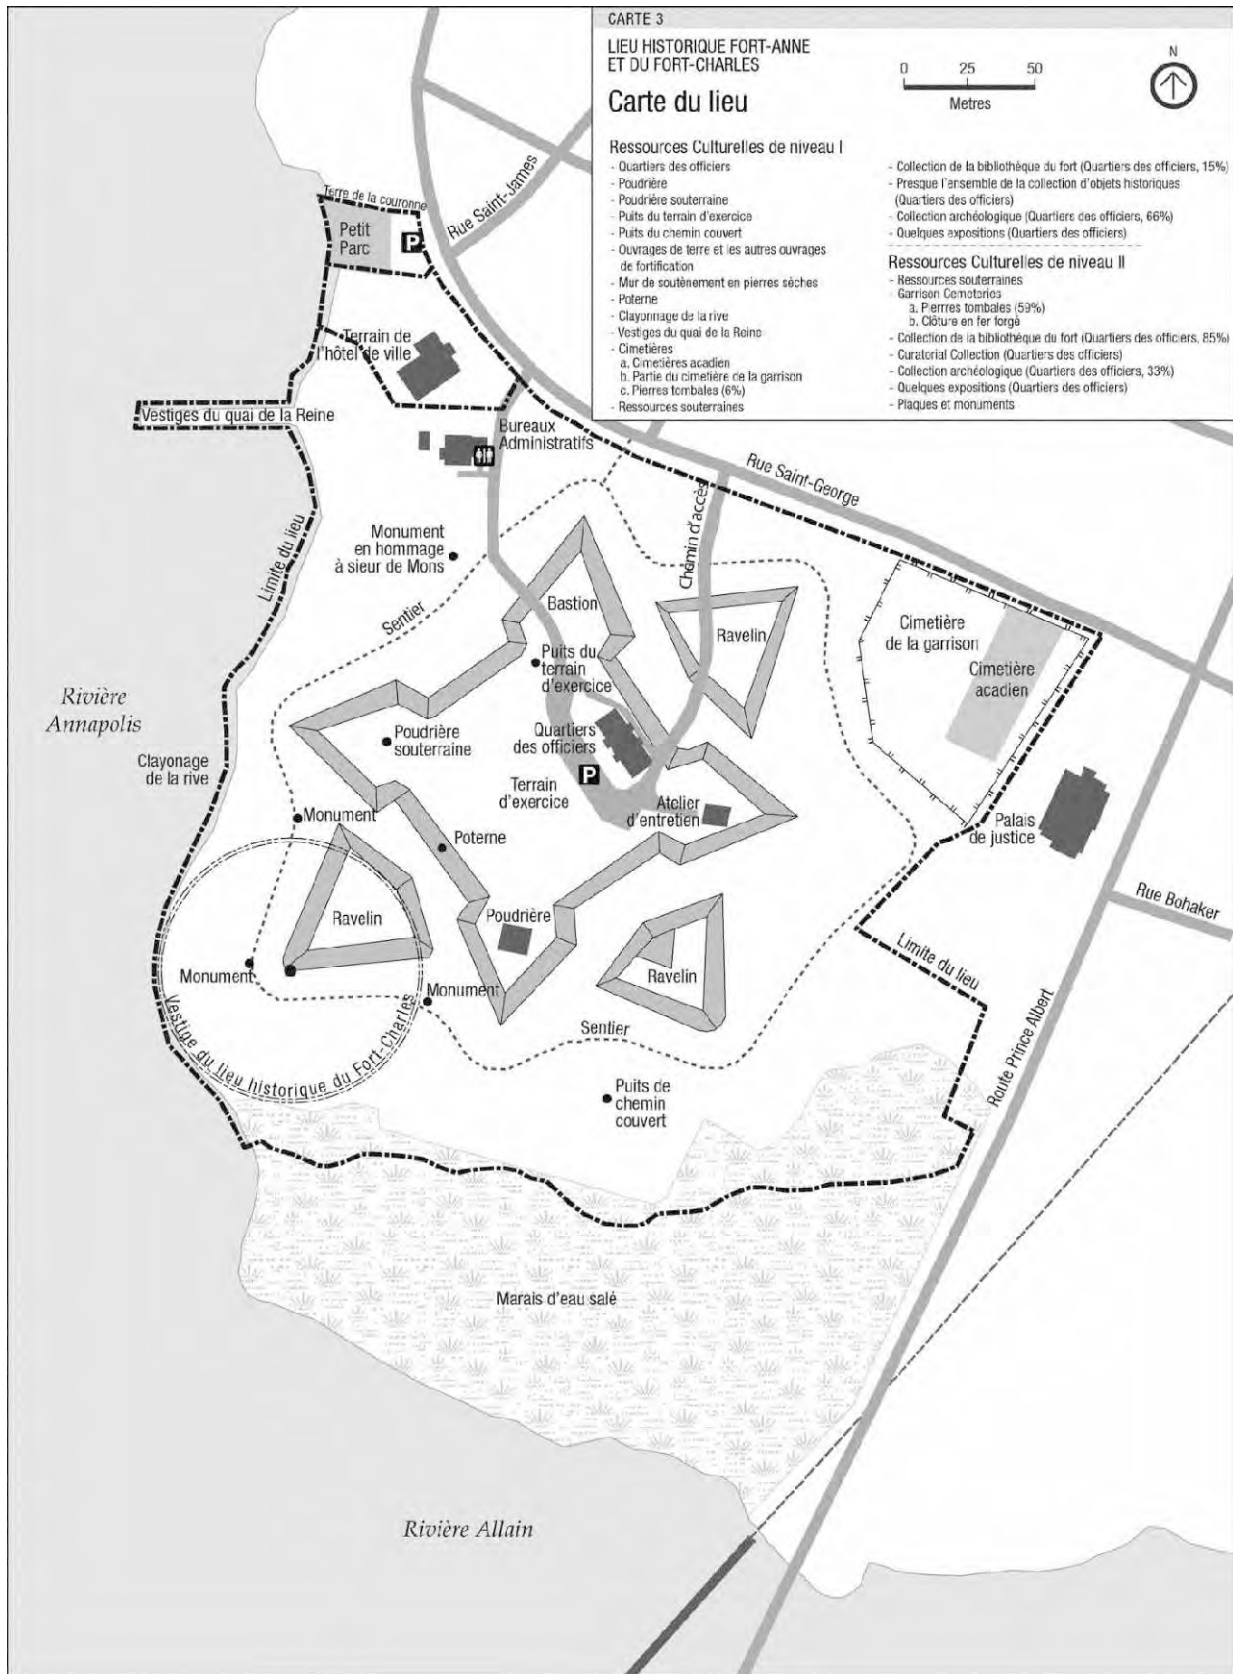 CARTE 3
LIEU HISTORIQUE FORT-ANNE
ET DU FORT-CHARLES
Carte du lieu
0 25 50
Metres
N
Ressources Culturelles de niveau I
- Quartiers des officiers
- Poudrière
- Poudrière souterraine
- Puits du terrain d'exercice
- Puits du chemin couvert
- Ouvrages de terre et les autres ouvrages
de fortification
- Mur de soutènement en pierres sèches
- Poterne
- Clayonnage de la rive
- Vestiges du quai de la Reine
- Cimetières
a. Cimetières acadien
b. Partie du cimetière de la garrison
c. Pierres tombales (6%)
- Ressources souterraines
- Collection de la bibliothèque du fort (Quartiers des officiers, 15%)
- Presque l'ensemble de la collection d'objets historiques
(Quartiers des officiers)
- Collection archéologique (Quartiers des officiers, 66%)
- Quelques expositions (Quartiers des officiers)
Ressources Culturelles de niveau II
- Ressources souterraines
- Garrison Cemeteries
a. Pierrres tombales (59%)
b. Clôture en fer forgé
- Collection de la bibliothèque du fort (Quartiers des officiers, 85%)
- Curatorial Collection (Quartiers des officiers)
- Collection archéologique (Quartiers des officiers, 33%)
- Quelques expositions (Quartiers des officiers)
- Plaques et monuments
Rue Saint-James
Terre de la couronne
Petit
Parc
P
Terrain de
l'hôtel de ville
Vestiges du quai de la Reine
Bureaux
Administratifs
Rue Saint-George
Chemin d'accès
Monument
en hommage
à sieur de Mons
Limite du lieu
Sentier
Bastion
Ravelin
Cimetière
de la garrison
Cimetière
acadien
Puits du
terrain
d'exercice
Rivière
Annapolis
Poudrière
souterraine
Quartiers
des officiers
P
Clayonage
de la rive
Terrain
d'exercice
Atelier
d'entretien
Palais
de justice
Monument
Poterne
Rue Bohaker
Ravelin
Poudrière
Limite du lieu
Monument
Monument
Ravelin
Sentier
Vestige du lieu historique du Fort-Charles
Route Prince Albert
Puits de
chemin
couvert
Marais d'eau salé
Rivière Allain